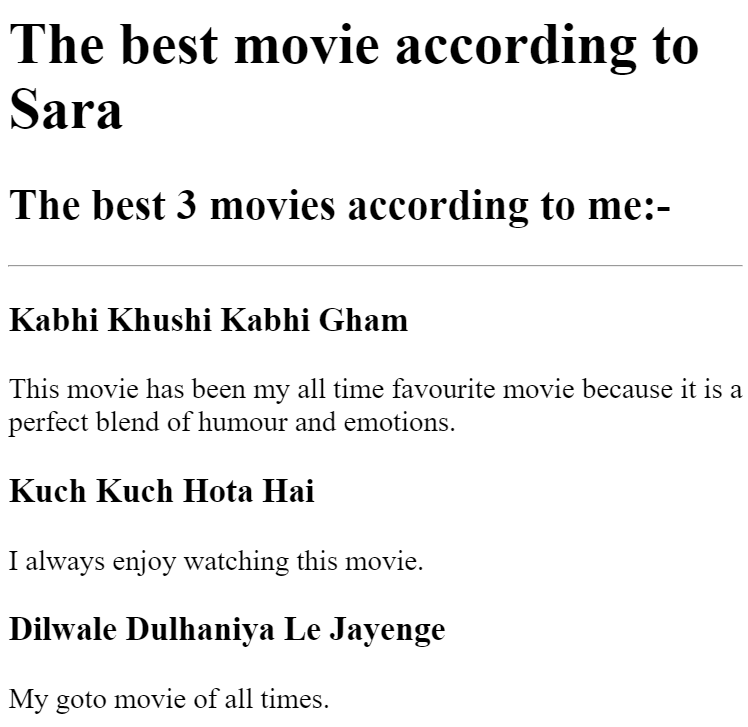 The best movie according to
Sara
The best 3 movies according to me:-
Kabhi Khushi Kabhi Gham
This movie has been my all time favourite movie because it is a
perfect blend of humour and emotions.
Kuch Kuch Hota Hai
I always enjoy watching this movie.
Dilwale Dulhaniya Le Jayenge
My goto movie of all times.